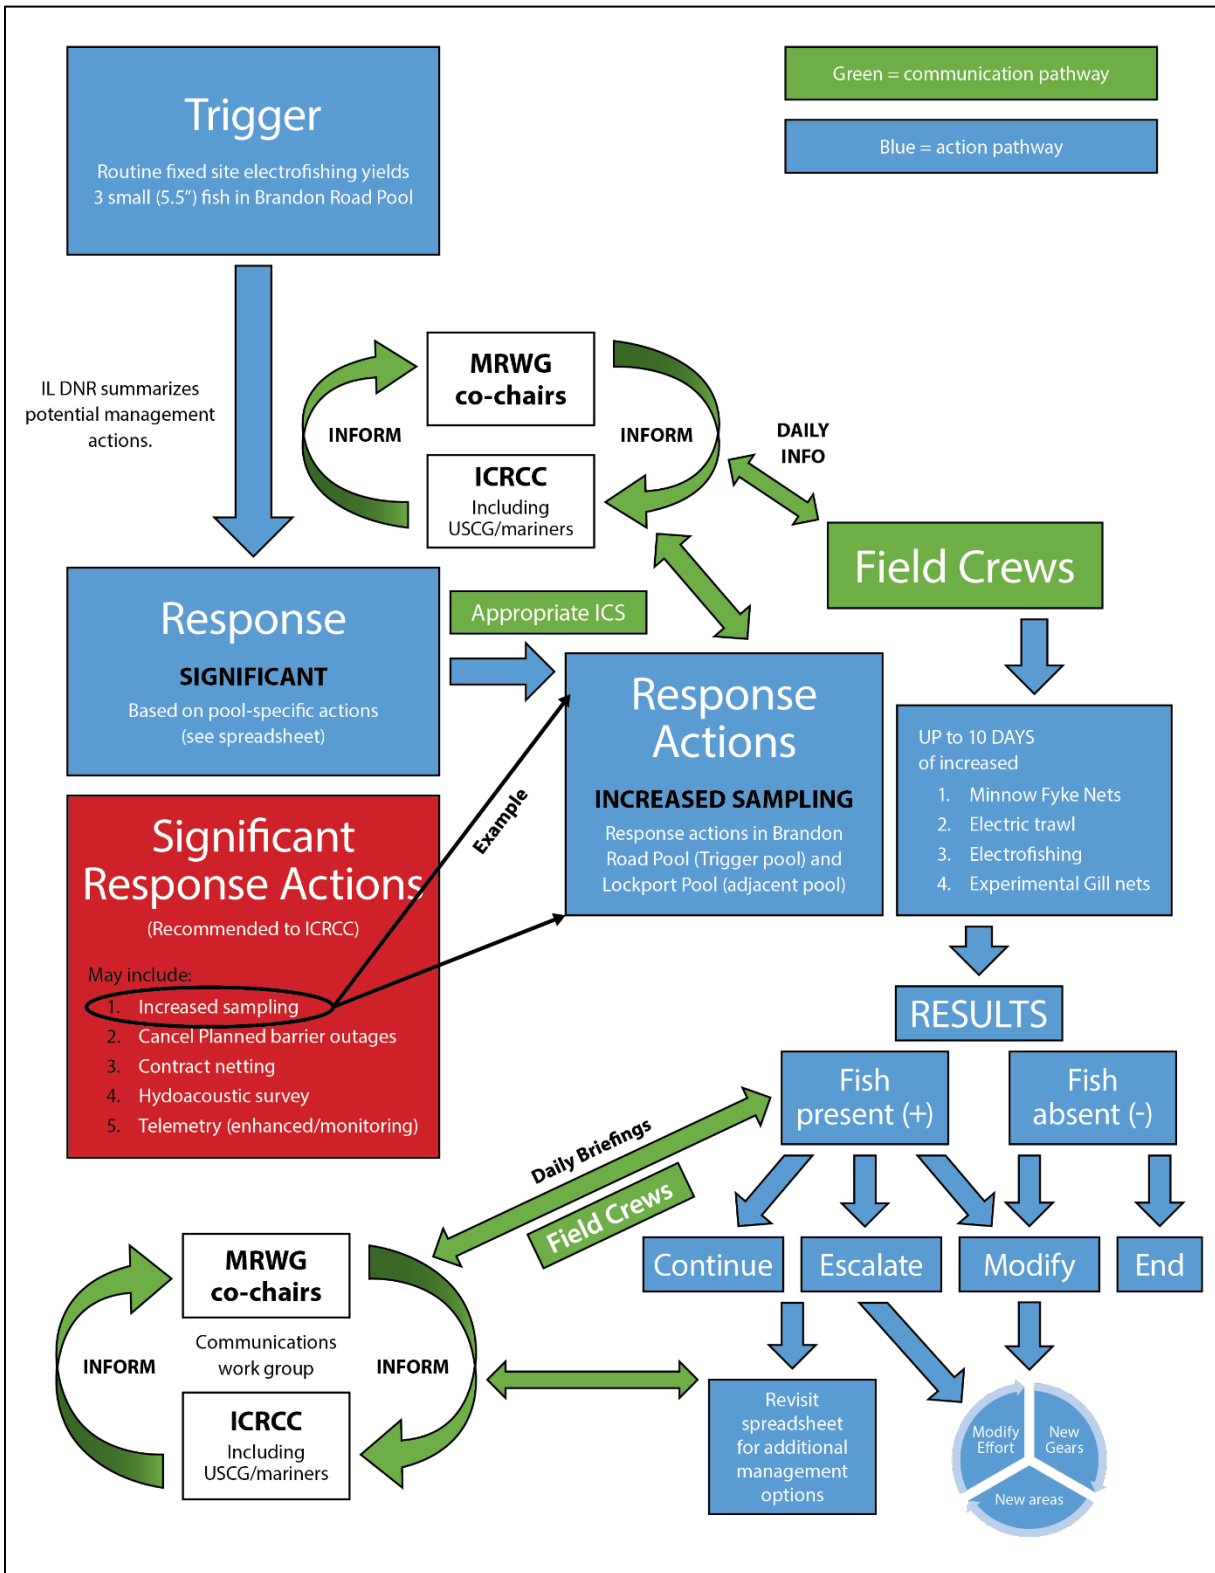 Trigger
Routine fixed site electrofishing yields
3 small (5.5”) fish in Brandon Road Pool
Green = communication pathway
Blue = action pathway
IL DNR summarizes
potential management
actions.
MRWG
co-chairs
INFORM
INFORM
ICRCC
Including
USCG/mariners
DAILY
INFO
Field Crews
Response
SIGNIFICANT
Based on pool-specific actions
(see spreadsheet)
Appropriate ICS
Response
Actions
INCREASED SAMPLING
Response actions in Brandon
Road Pool (Trigger pool) and
Lockport Pool (adjacent pool)
UP to 10 DAYS
of increased
1. Minnow Fyke Nets
2. Electric trawl
3. Electrofishing
4. Experimental Gill nets
Example
Significant
Response Actions
(Recommended to ICRCC)
May include:
1. Increased sampling
2. Cancel Planned barrier outages
3. Contract netting
4. Hydoacoustic survey
5. Telemetry (enhanced/monitoring)
RESULTS
Fish
present (+)
Fish
absent (-)
Daily Briefings
Field Crews
Continue
Escalate
Modify
End
MRWG
co-chairs
Communications
work group
INFORM
INFORM
ICRCC
Including
USCG/mariners
Revisit
spreadsheet
for additional
management
options
Modify
Effort
New
Gears
New areas